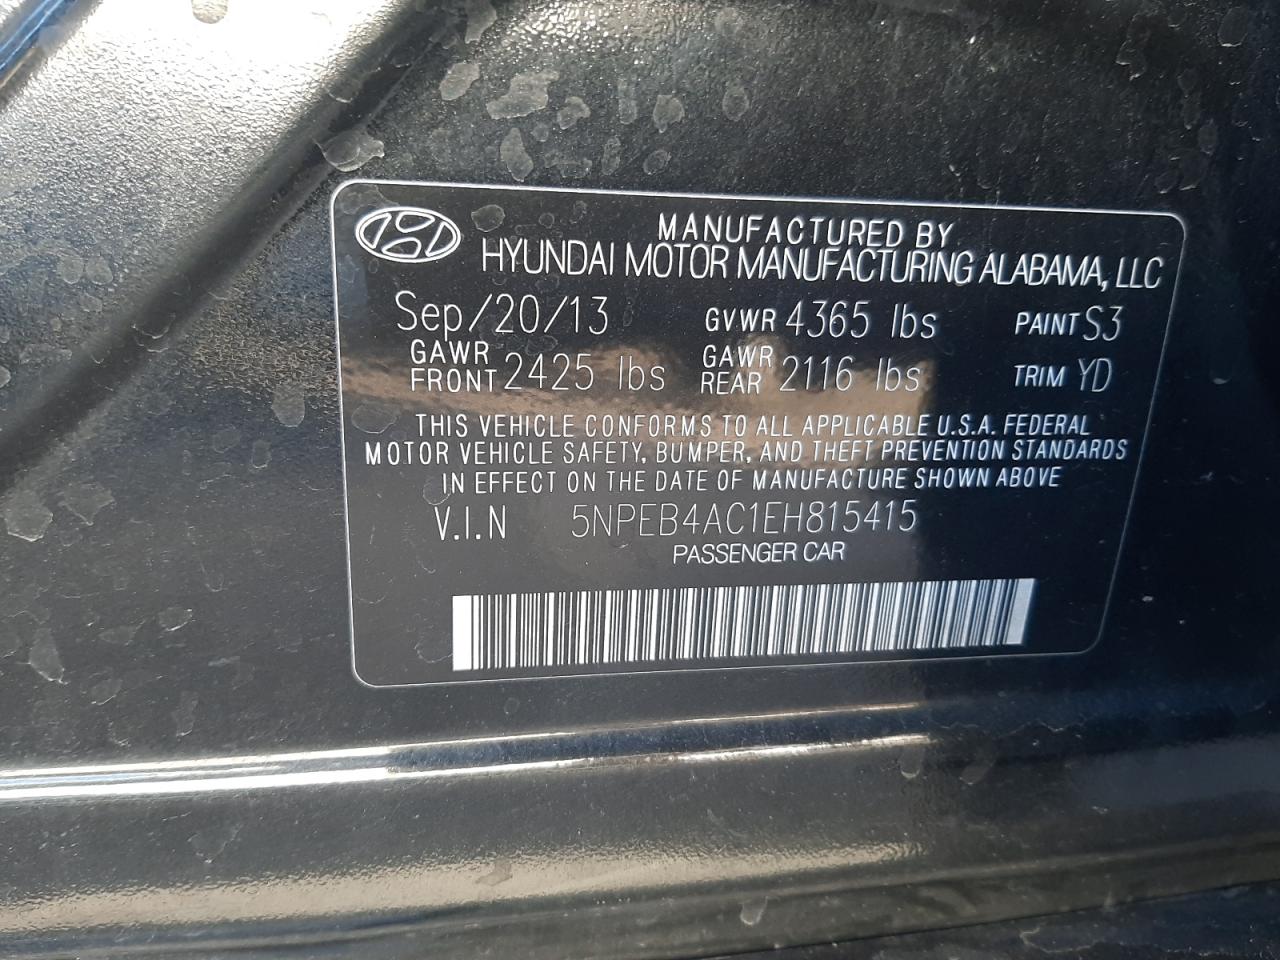 MANUFACTURED BY
HYUNDAI MOTOR MANUFACTURING ALABAMA, LLC
Sep/20/13 GVWR 4365 lbs PAINT S3
GAWR FRONT 2425 lbs GAWR REAR 2116 lbs TRIM YD
THIS VEHICLE CONFORMS TO ALL APPLICABLE U.S.A. FEDERAL
MOTOR VEHICLE SAFETY, BUMPER, AND THEFT PREVENTION STANDARDS
IN EFFECT ON THE DATE OF MANUFACTURE SHOWN ABOVE
V.I.N 5NPEB4AC1EH815415
PASSENGER CAR